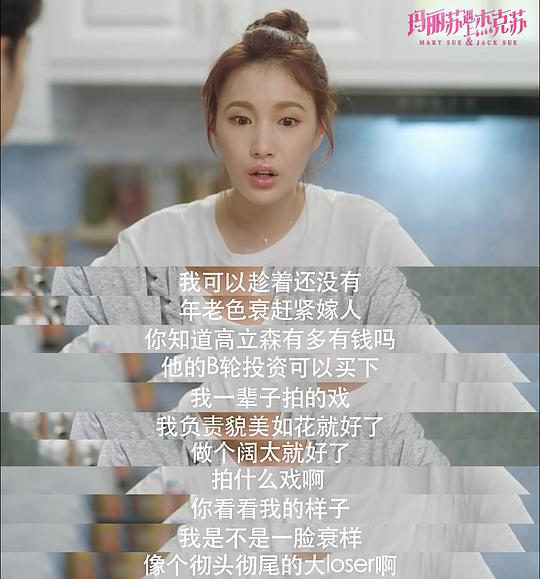 玛丽苏遇上杰克苏
MARY SUE & JACK SUE
我可以趁着还没有
年老色衰赶紧嫁人
你知道高立森有多有钱吗
他的B轮投资可以买下
我一辈子拍的戏
我负责貌美如花就好了
做个阔太就好了
拍什么戏啊
你看看我的样子
我是不是一脸衰样
像个彻头彻尾的大loser啊